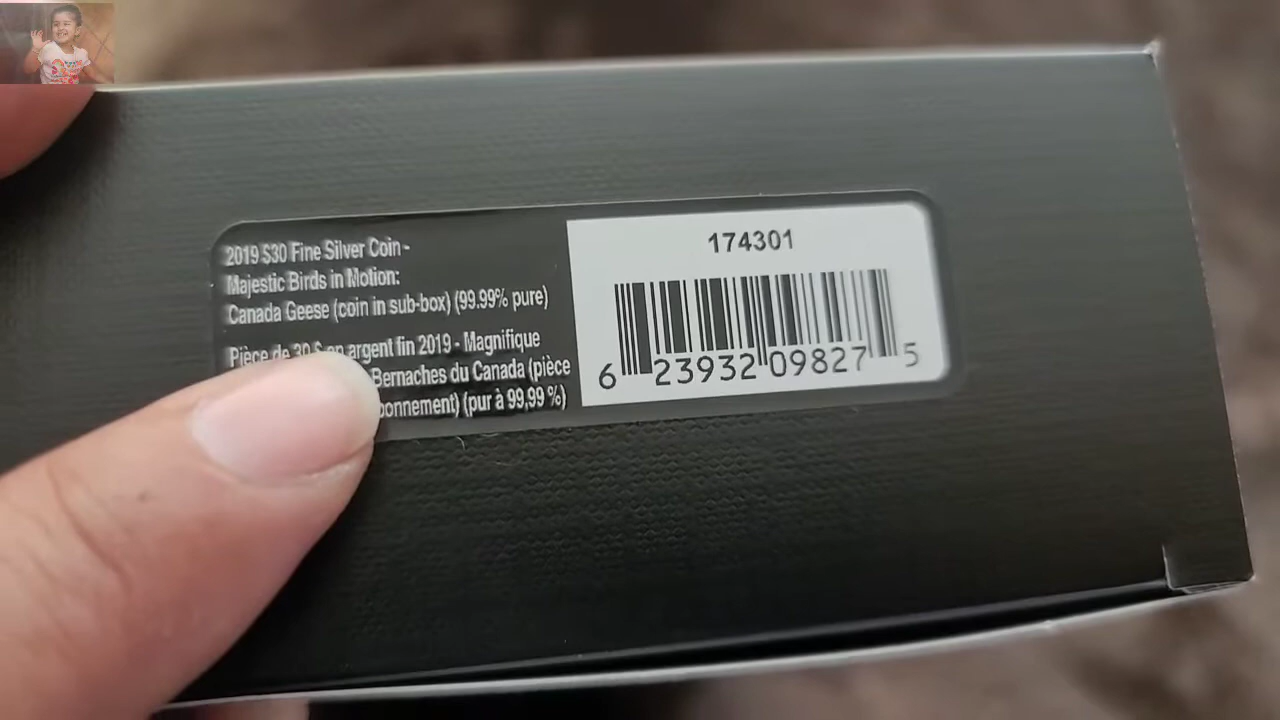 2019 $30 Fine Silver Coin -
Majestic Birds in Motion:
Canada Geese (coin in sub-box) (99.99% pure)
Pièce de 30 $ en argent fin 2019 - Magnifique
Bernaches du Canada (pièce
bonnement) (pur à 99,99 %)
174301
6 23932 09827 5